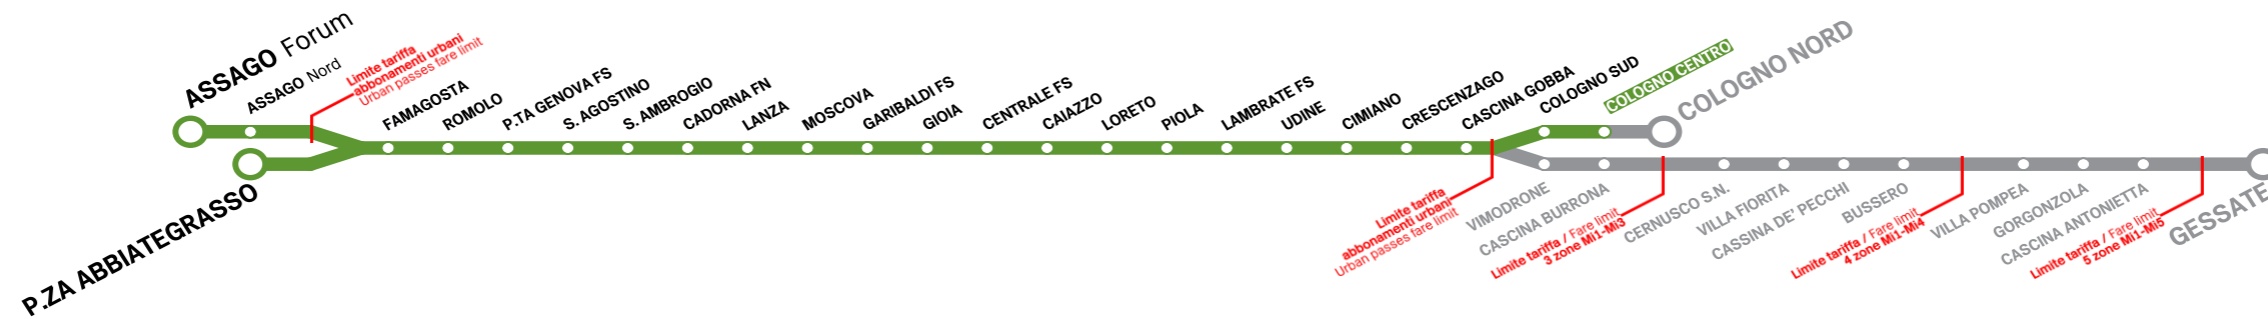 ASSAGO Forum
ASSAGO Nord
Limite tariffa
abbonamenti urbani
Urban passes fare limit
P.ZA ABBIATEGRASSO
FAMAGOSTA
ROMOLO
P.TA GENOVA FS
S. AGOSTINO
S. AMBROGIO
CADORNA FN
LANZA
MOSCOVA
GARIBALDI FS
GIOIA
CENTRALE FS
CAIAZZO
LORETO
PIOLA
LAMBRATE FS
UDINE
CIMIANO
CRESCENZAGO
CASCINA GOBBA
COLOGNO SUD
COLOGNO CENTRO
COLOGNO NORD
Limite tariffa
abbonamenti urbani
Urban passes fare limit
VIMODRONE
CASCINA BURRONA
Limite tariffa / Fare limit
3 zone Mi1-Mi3
CERNUSCO S.N.
VILLA FIORITA
CASSINA DE' PECCHI
BUSSERO
Limite tariffa / Fare limit
4 zone Mi1-Mi4
VILLA POMPEA
GORGONZOLA
CASCINA ANTONIETTA
Limite tariffa / Fare limit
5 zone Mi1-Mi5
GESSATE